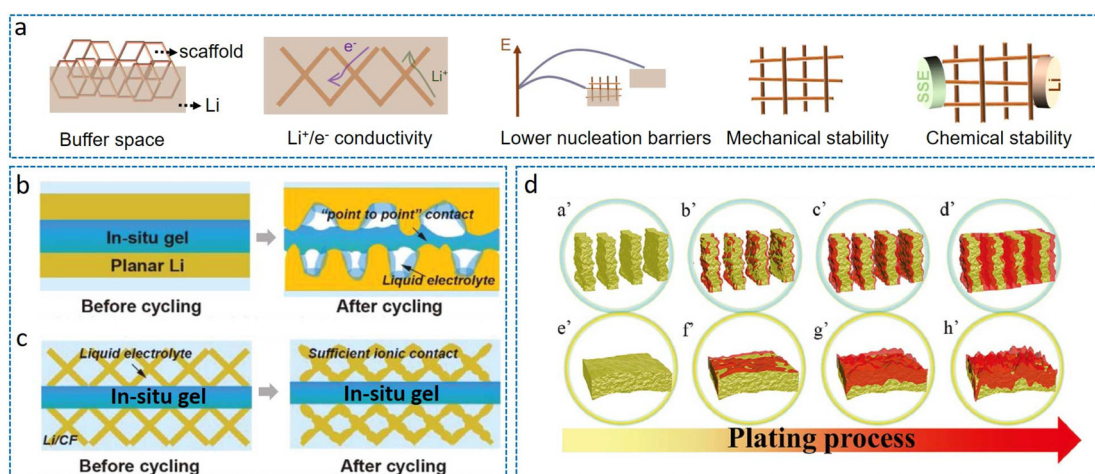 a
scaffold
Li
Buffer space
e-
Li+
Li+/e- conductivity
E
Lower nucleation barriers
Mechanical stability
SSE
Li
Chemical stability
b
In-situ gel
Planar Li
Before cycling
"point to point" contact
Liquid electrolyte
After cycling
c
Liquid electrolyte
In-situ gel
Li/CF
Before cycling
Sufficient ionic contact
In-situ gel
After cycling
d
a' b' c' d'
e' f' g' h'
Plating process